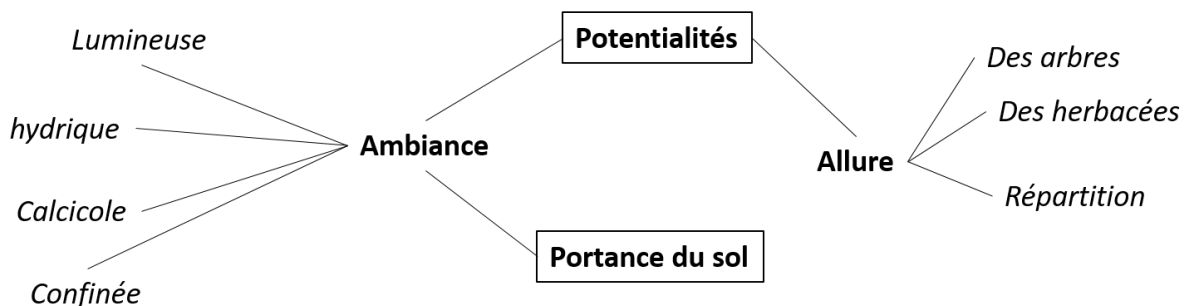 Lumineuse
hydrique
Calcicole
Confinée
Ambiance
Potentialités
Portance du sol
Allure
Des arbres
Des herbacées
Répartition